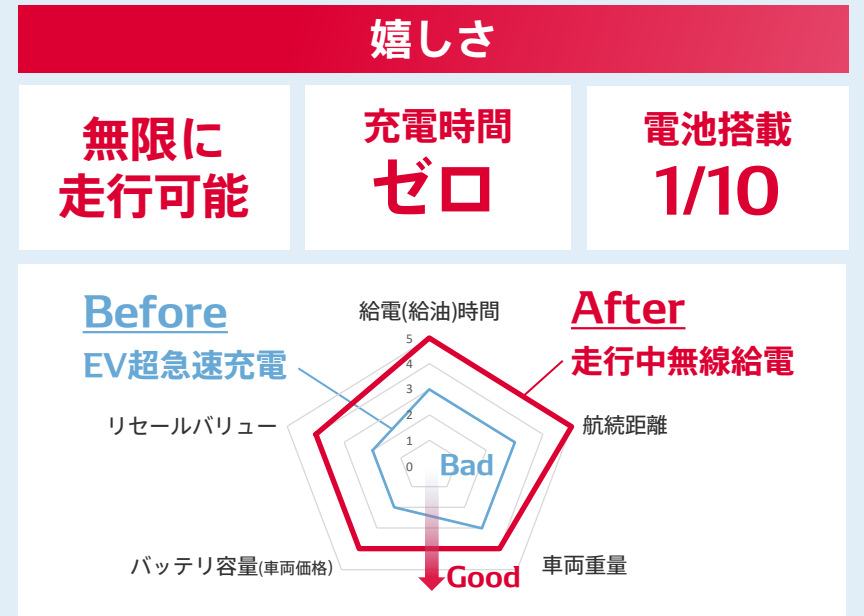 嬉しさ
無限に
走行可能
充電時間
ゼロ
電池搭載
1/10
Before
EV超急速充電
After
走行中無線給電
給電(給油)時間
5
4
3
2
1
0
リセールバリュー
航続距離
Bad
バッテリ容量(車両価格)
車両重量
Good